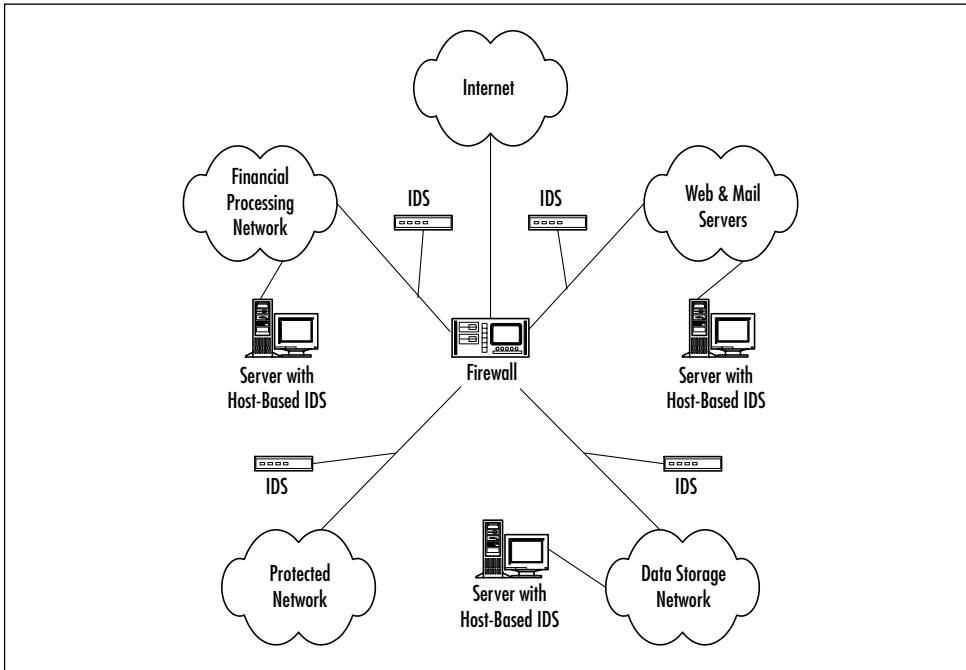 Internet
Financial
Processing
Network
IDS
IDS
Web & Mail
Servers
Server with
Host-Based IDS
Firewall
Server with
Host-Based IDS
IDS
IDS
Protected
Network
Server with
Host-Based IDS
Data Storage
Network